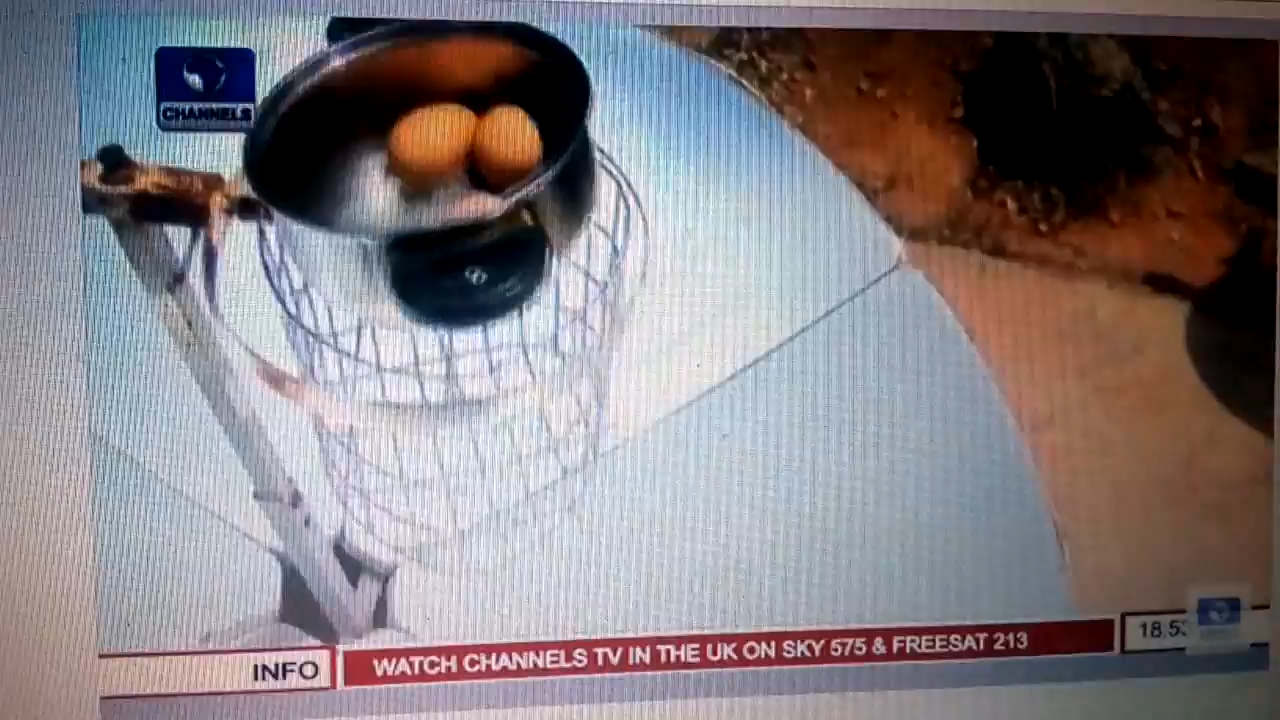 CHANNELS
INFO
WATCH CHANNELS TV IN THE UK ON SKY 575 & FREESAT 213